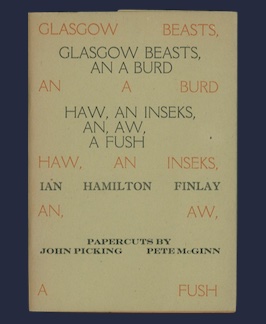 GLASGOW BEASTS,
GLASGOW BEASTS,
AN A BURD
AN A BURD
HAW, AN INSEKS,
AN, AW,
A FUSH
HAW, AN INSEKS,
IAN HAMILTON FINLAY
AN, AW,
PAPERCUTS BY
JOHN PICKING PETE McGINN
A FUSH